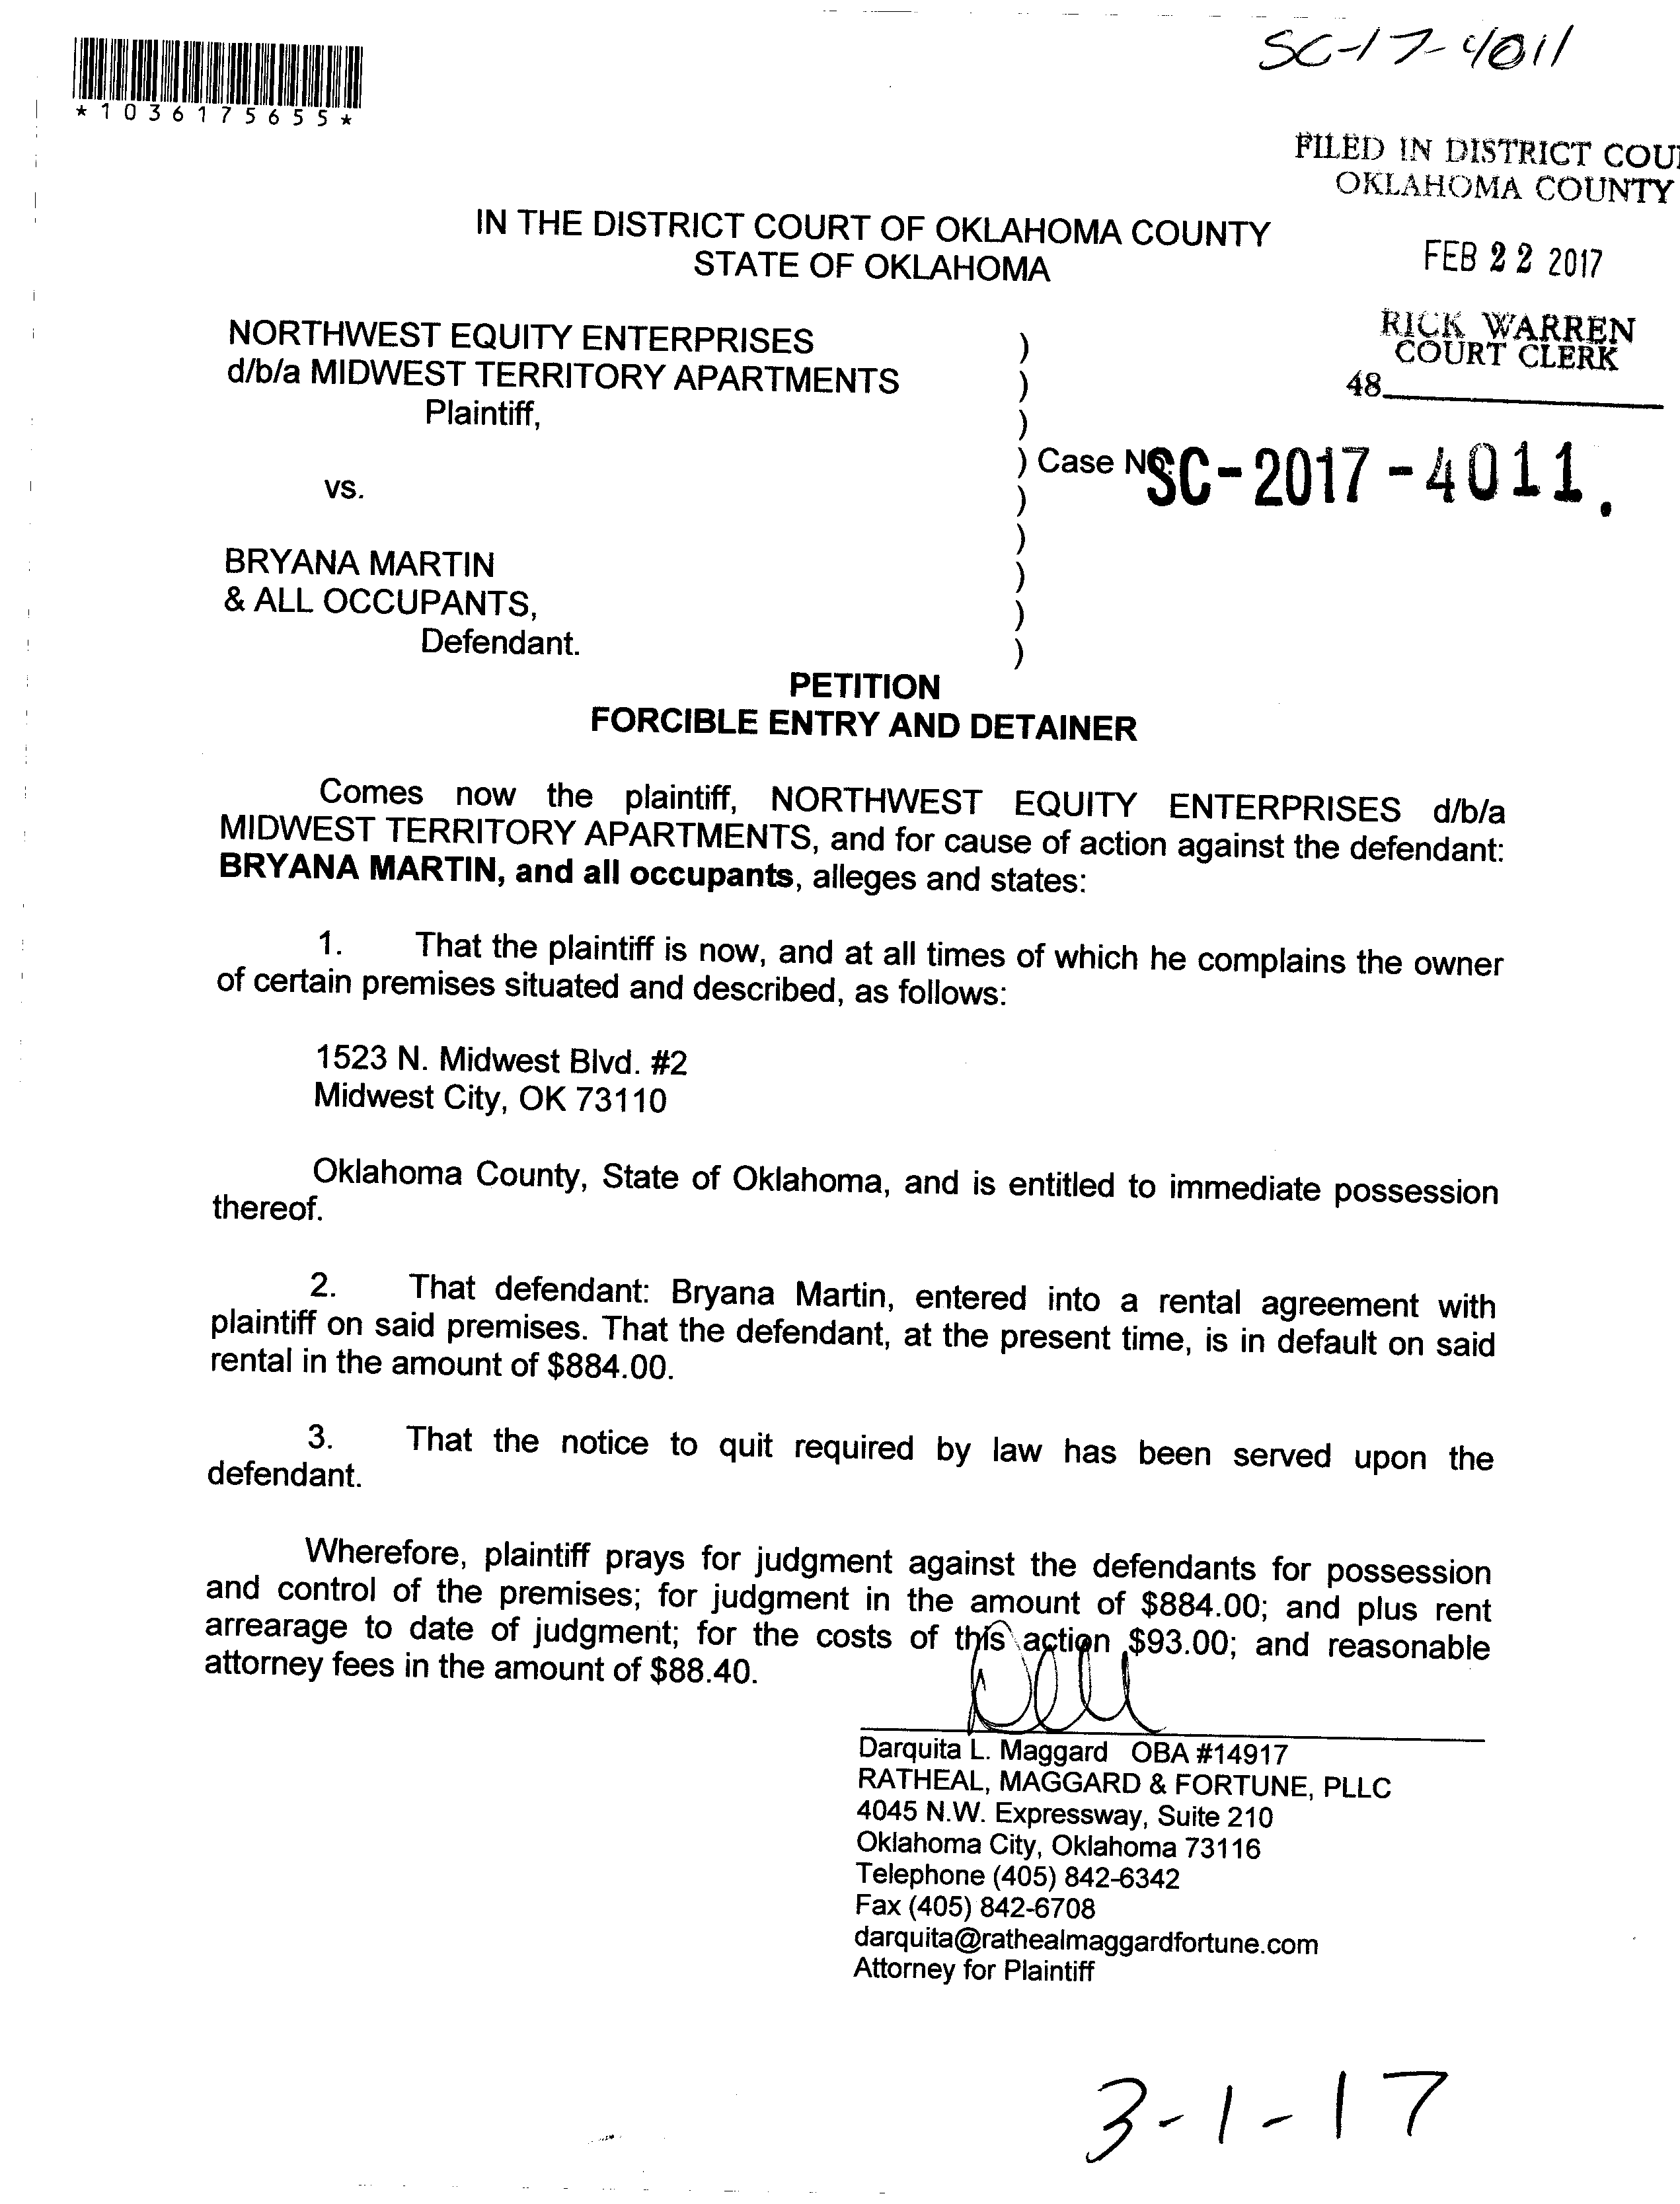 SC-17-4011
*1036175655*
FILED IN DISTRICT COU
OKLAHOMA COUNTY
IN THE DISTRICT COURT OF OKLAHOMA COUNTY
STATE OF OKLAHOMA
FEB 22 2017
RICK WARREN
COURT CLERK
48
NORTHWEST EQUITY ENTERPRISES )
d/b/a MIDWEST TERRITORY APARTMENTS )
Plaintiff, )
) Case No. SC-2017-4011.
vs. )
)
BRYANA MARTIN )
& ALL OCCUPANTS, )
Defendant. )
PETITION
FORCIBLE ENTRY AND DETAINER
Comes now the plaintiff, NORTHWEST EQUITY ENTERPRISES d/b/a
MIDWEST TERRITORY APARTMENTS, and for cause of action against the defendant:
BRYANA MARTIN, and all occupants, alleges and states:
1. That the plaintiff is now, and at all times of which he complains the owner
of certain premises situated and described, as follows:
1523 N. Midwest Blvd. #2
Midwest City, OK 73110
Oklahoma County, State of Oklahoma, and is entitled to immediate possession
thereof.
2. That defendant: Bryana Martin, entered into a rental agreement with
plaintiff on said premises. That the defendant, at the present time, is in default on said
rental in the amount of $884.00.
3. That the notice to quit required by law has been served upon the
defendant.
Wherefore, plaintiff prays for judgment against the defendants for possession
and control of the premises; for judgment in the amount of $884.00; and plus rent
arrearage to date of judgment; for the costs of this action $93.00; and reasonable
attorney fees in the amount of $88.40.
Darquita L. Maggard OBA #14917
RATHEAL, MAGGARD & FORTUNE, PLLC
4045 N.W. Expressway, Suite 210
Oklahoma City, Oklahoma 73116
Telephone (405) 842-6342
Fax (405) 842-6708
darquita@rathealmaggardfortune.com
Attorney for Plaintiff
3-1-17